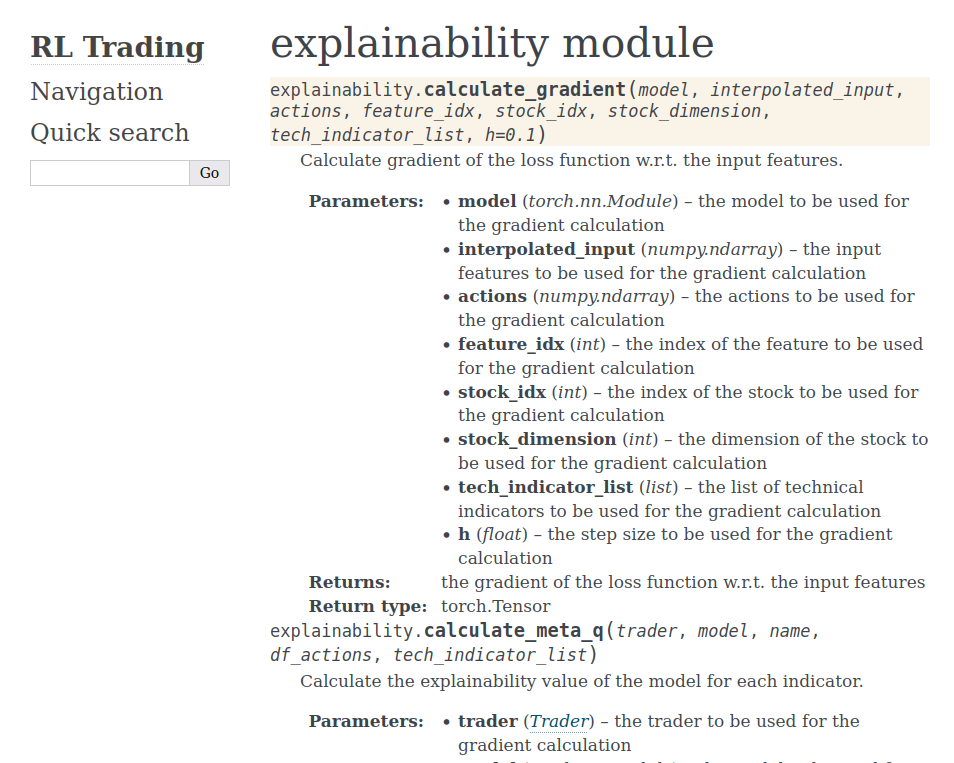 RL Trading
Navigation
Quick search
Go
explainability module
explainability.calculate_gradient(model, interpolated_input,
actions, feature_idx, stock_idx, stock_dimension,
tech_indicator_list, h=0.1)
Calculate gradient of the loss function w.r.t. the input features.
Parameters:
• model (torch.nn.Module) – the model to be used for
the gradient calculation
• interpolated_input (numpy.ndarray) – the input
features to be used for the gradient calculation
• actions (numpy.ndarray) – the actions to be used for
the gradient calculation
• feature_idx (int) – the index of the feature to be used
for the gradient calculation
• stock_idx (int) – the index of the stock to be used for
the gradient calculation
• stock_dimension (int) – the dimension of the stock to
be used for the gradient calculation
• tech_indicator_list (list) – the list of technical
indicators to be used for the gradient calculation
• h (float) – the step size to be used for the gradient
calculation
Returns: the gradient of the loss function w.r.t. the input features
Return type: torch.Tensor
explainability.calculate_meta_q(trader, model, name,
df_actions, tech_indicator_list)
Calculate the explainability value of the model for each indicator.
Parameters:
• trader (Trader) – the trader to be used for the
gradient calculation